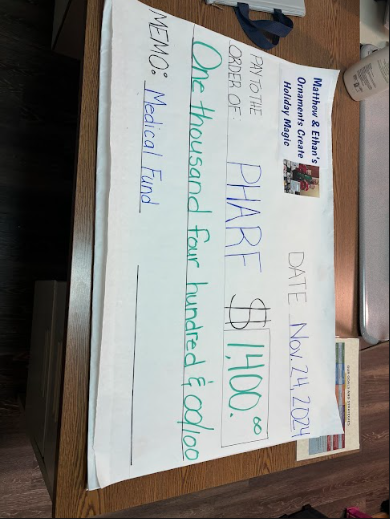 Matthew & Ethan's
Ornaments Create
Holiday Magic
DATE Nov. 24, 2024
PAY TO THE
ORDER OF
PHARF $1,400.00
One thousand four hundred & 00/100
MEMO: Medical Fund